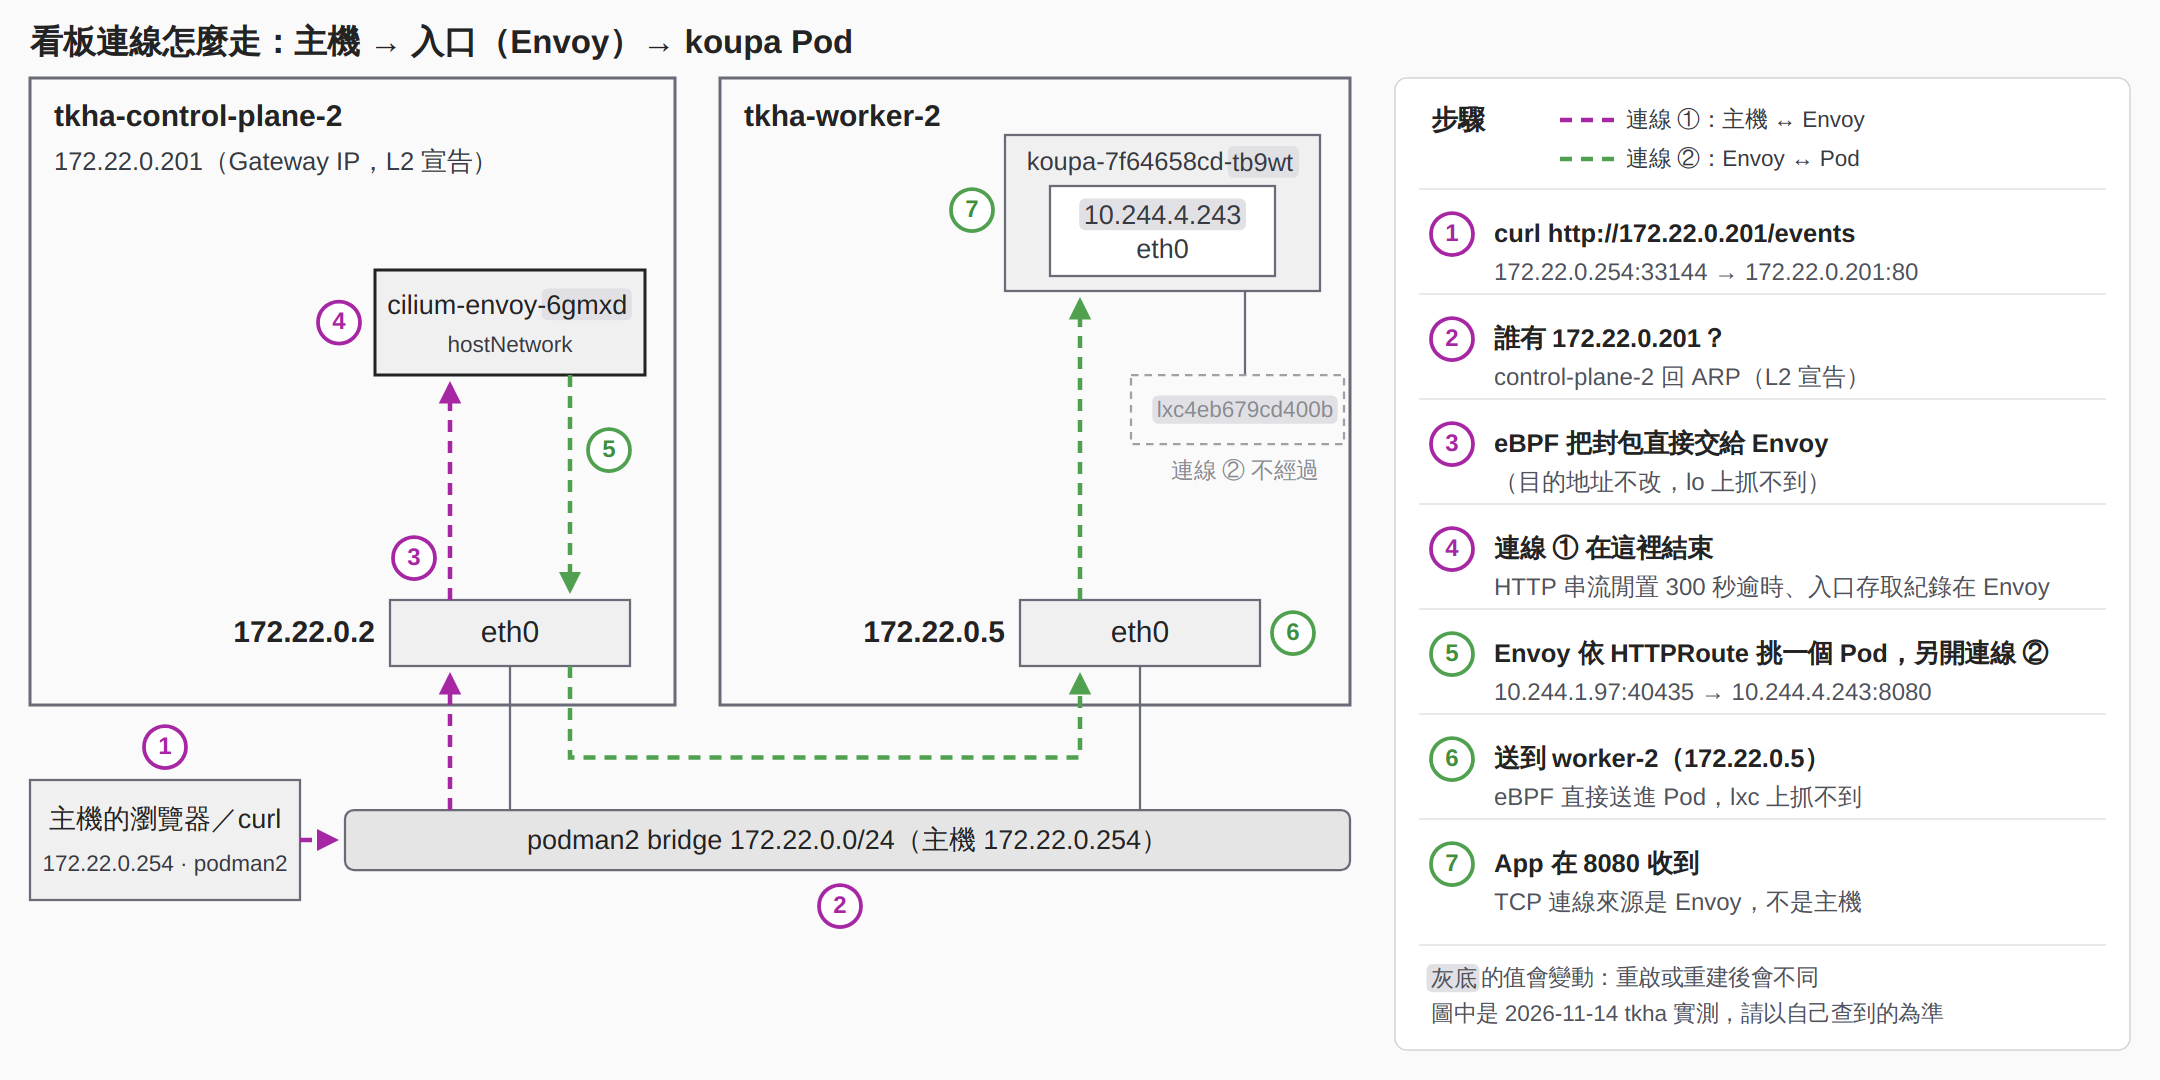 看板連線怎麼走：主機 → 入口（Envoy）→ koupa Pod
tkha-control-plane-2
172.22.0.201（Gateway IP，L2 宣告）
4
cilium-envoy-6gmxd
hostNetwork
5
3
172.22.0.2
eth0
tkha-worker-2
koupa-7f64658cd-tb9wt
7
10.244.4.243
eth0
lxc4eb679cd400b
連線 ② 不經過
172.22.0.5
eth0
6
1
主機的瀏覽器／curl
172.22.0.254 · podman2
podman2 bridge 172.22.0.0/24（主機 172.22.0.254）
2
步驟
連線 ①：主機 ↔ Envoy
連線 ②：Envoy ↔ Pod
1 curl http://172.22.0.201/events
172.22.0.254:33144 → 172.22.0.201:80
2 誰有 172.22.0.201？
control-plane-2 回 ARP（L2 宣告）
3 eBPF 把封包直接交給 Envoy
（目的地址不改，lo 上抓不到）
4 連線 ① 在這裡結束
HTTP 串流閒置 300 秒逾時、入口存取紀錄在 Envoy
5 Envoy 依 HTTPRoute 挑一個 Pod，另開連線 ②
10.244.1.97:40435 → 10.244.4.243:8080
6 送到 worker-2（172.22.0.5）
eBPF 直接送進 Pod，lxc 上抓不到
7 App 在 8080 收到
TCP 連線來源是 Envoy，不是主機
灰底的值會變動：重啟或重建後會不同
圖中是 2026-11-14 tkha 實測，請以自己查到的為準